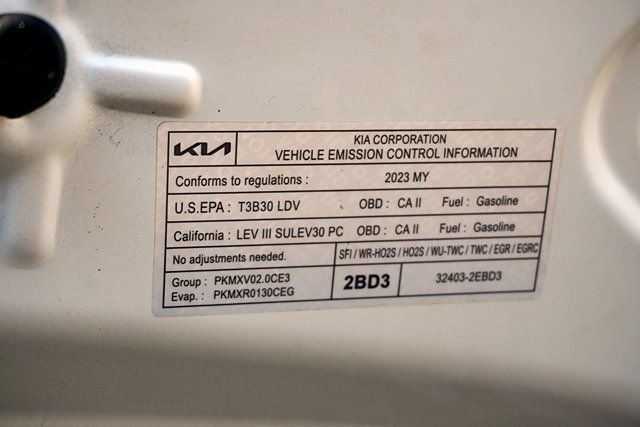 KIA
KIA CORPORATION
VEHICLE EMISSION CONTROL INFORMATION
Conforms to regulations : 2023 MY
U.S.EPA : T3B30 LDV OBD : CA II Fuel : Gasoline
California : LEV III SULEV30 PC OBD : CA II Fuel : Gasoline
No adjustments needed. SFI / WR-HO2S / HO2S / WU-TWC / TWC / EGR / EGRC
Group : PKMXV02.0CE3
Evap. : PKMXR0130CEG
2BD3
32403-2EBD3